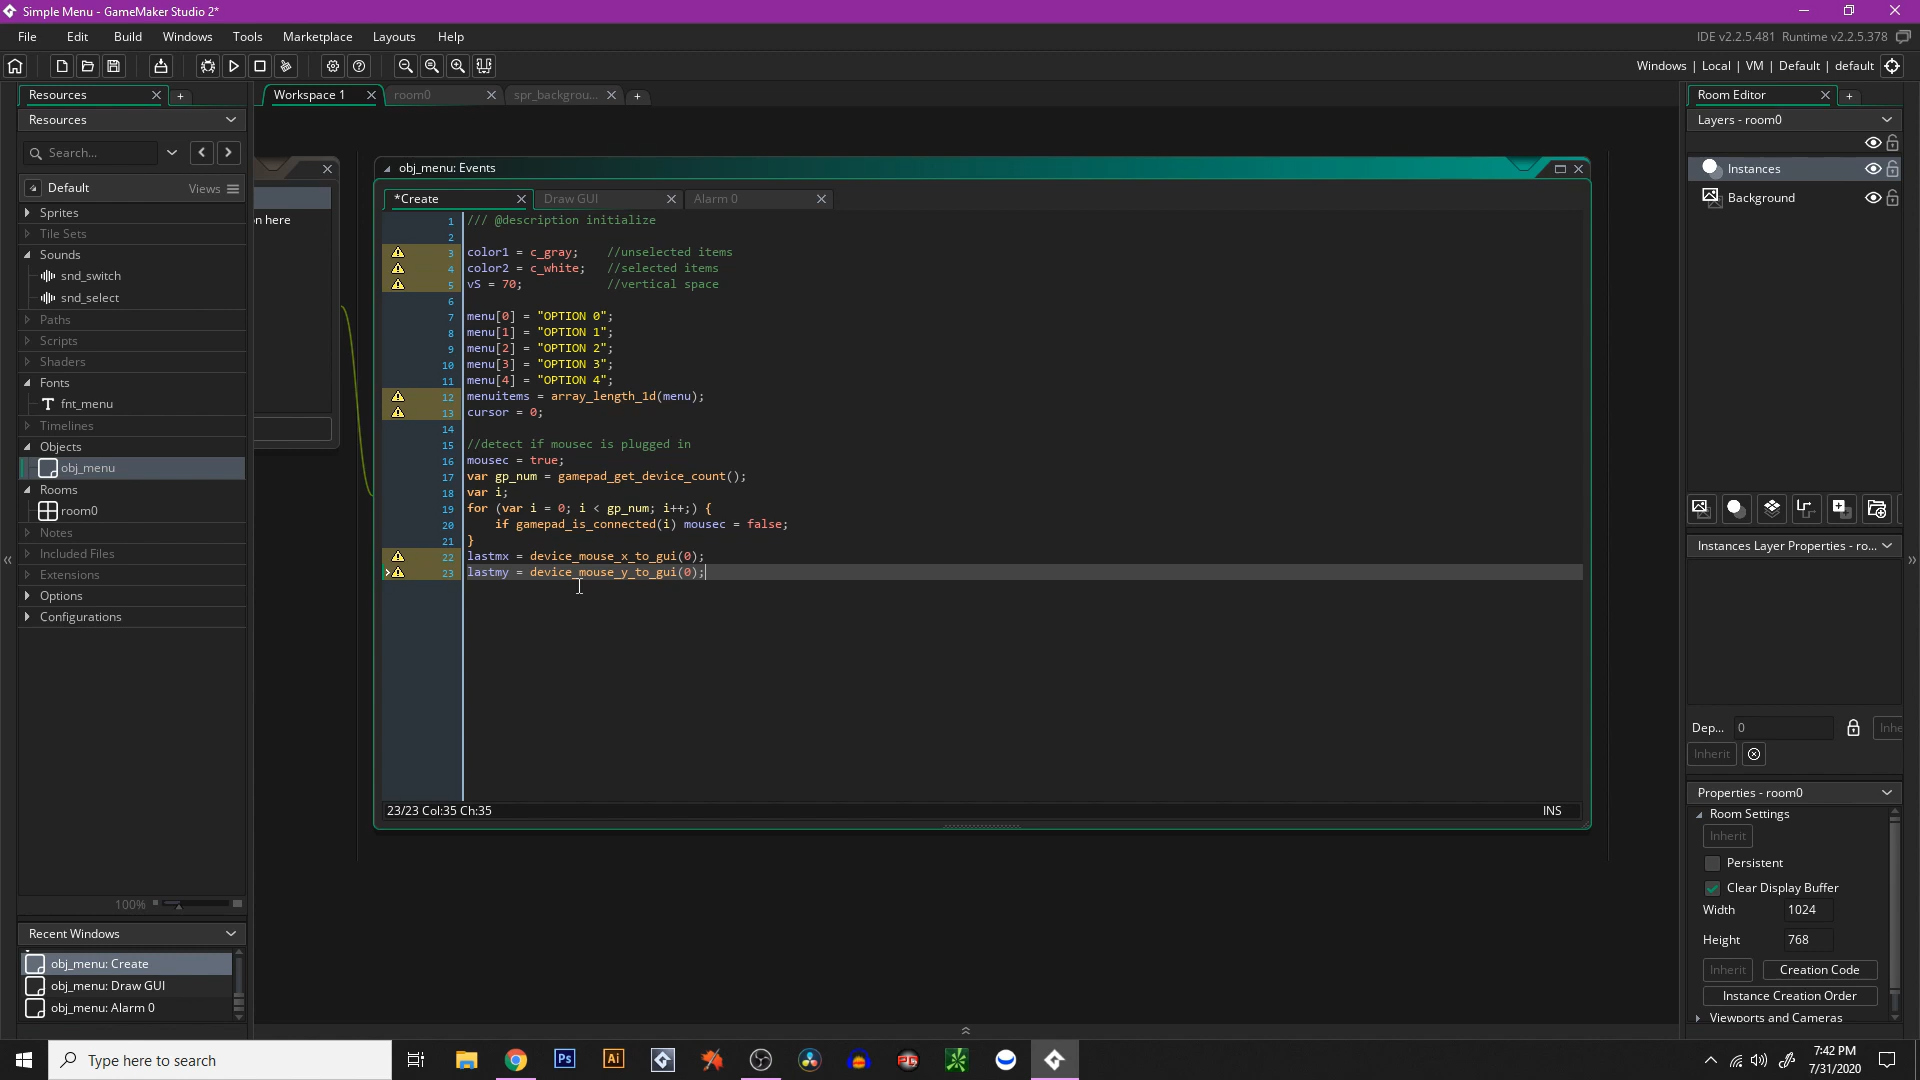 Simple Menu - GameMaker Studio 2*
File Edit Build Windows Tools Marketplace Layouts Help
IDE v2.2.5.481 Runtime v2.2.5.378
Windows | Local | VM | Default | default
Resources
Resources
Search...
Default Views
Sprites
Tile Sets
Sounds
snd_switch
snd_select
Paths
Scripts
Shaders
Fonts
fnt_menu
Timelines
Objects
obj_menu
Rooms
room0
Notes
Included Files
Extensions
Options
Configurations
100%
Recent Windows
obj_menu: Create
obj_menu: Draw GUI
obj_menu: Alarm 0
Workspace 1 room0 spr_backgrou...
on here
obj_menu: Events
*Create Draw GUI Alarm 0
1 /// @description initialize
2
3 color1 = c_gray; //unselected items
4 color2 = c_white; //selected items
5 vS = 70; //vertical space
6
7 menu[0] = "OPTION 0";
8 menu[1] = "OPTION 1";
9 menu[2] = "OPTION 2";
10 menu[3] = "OPTION 3";
11 menu[4] = "OPTION 4";
12 menuitems = array_length_1d(menu);
13 cursor = 0;
14
15 //detect if mousec is plugged in
16 mousec = true;
17 var gp_num = gamepad_get_device_count();
18 var i;
19 for (var i = 0; i < gp_num; i++;) {
20 if gamepad_is_connected(i) mousec = false;
21 }
22 lastmx = device_mouse_x_to_gui(0);
23 lastmy = device_mouse_y_to_gui(0);
23/23 Col:35 Ch:35 INS
Room Editor
Layers - room0
Instances
Background
Instances Layer Properties - ro...
Dep... 0 Inhe
Inherit
Properties - room0
Room Settings
Inherit
Persistent
Clear Display Buffer
Width 1024
Height 768
Inherit Creation Code
Instance Creation Order
Viewports and Cameras
Type here to search
Ps
Ai
7:42 PM
7/31/2020